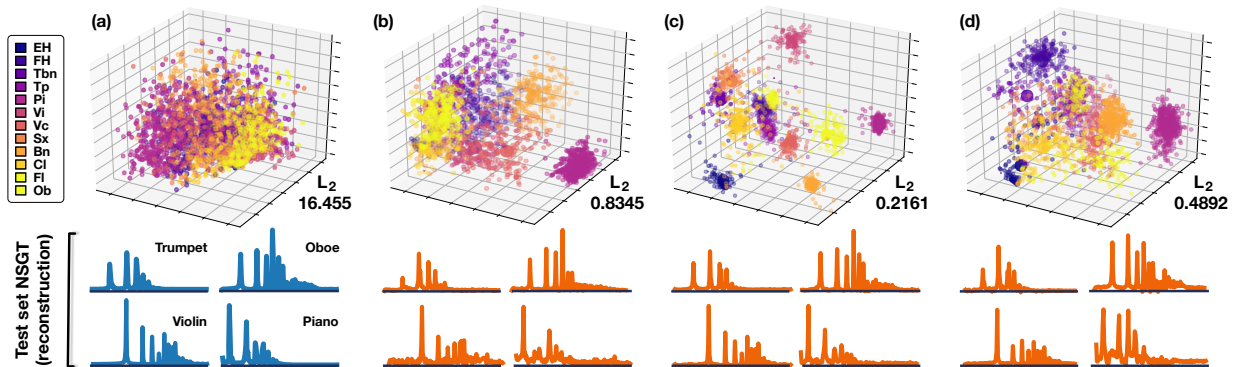 (a)
(b)
(c)
(d)
EH
FH
Tbn
Tp
Pi
Vi
Vc
Sx
Bn
Cl
Fl
Ob
L2
16.455
L2
0.8345
L2
0.2161
L2
0.4892
Test set NSGT
(reconstruction)
Trumpet
Oboe
Violin
Piano